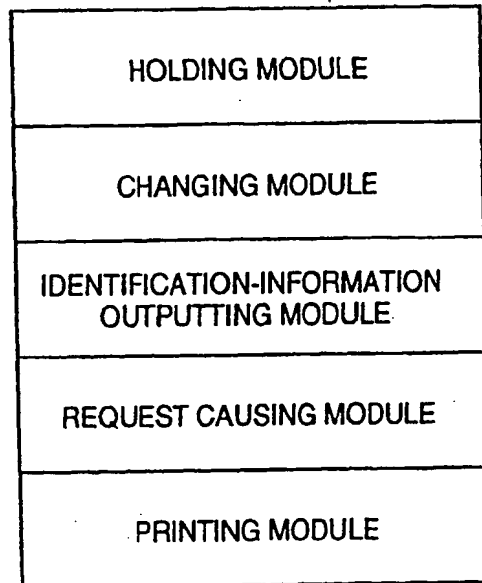 HOLDING MODULE
CHANGING MODULE
IDENTIFICATION-INFORMATION
OUTPUTTING MODULE
REQUEST CAUSING MODULE
PRINTING MODULE